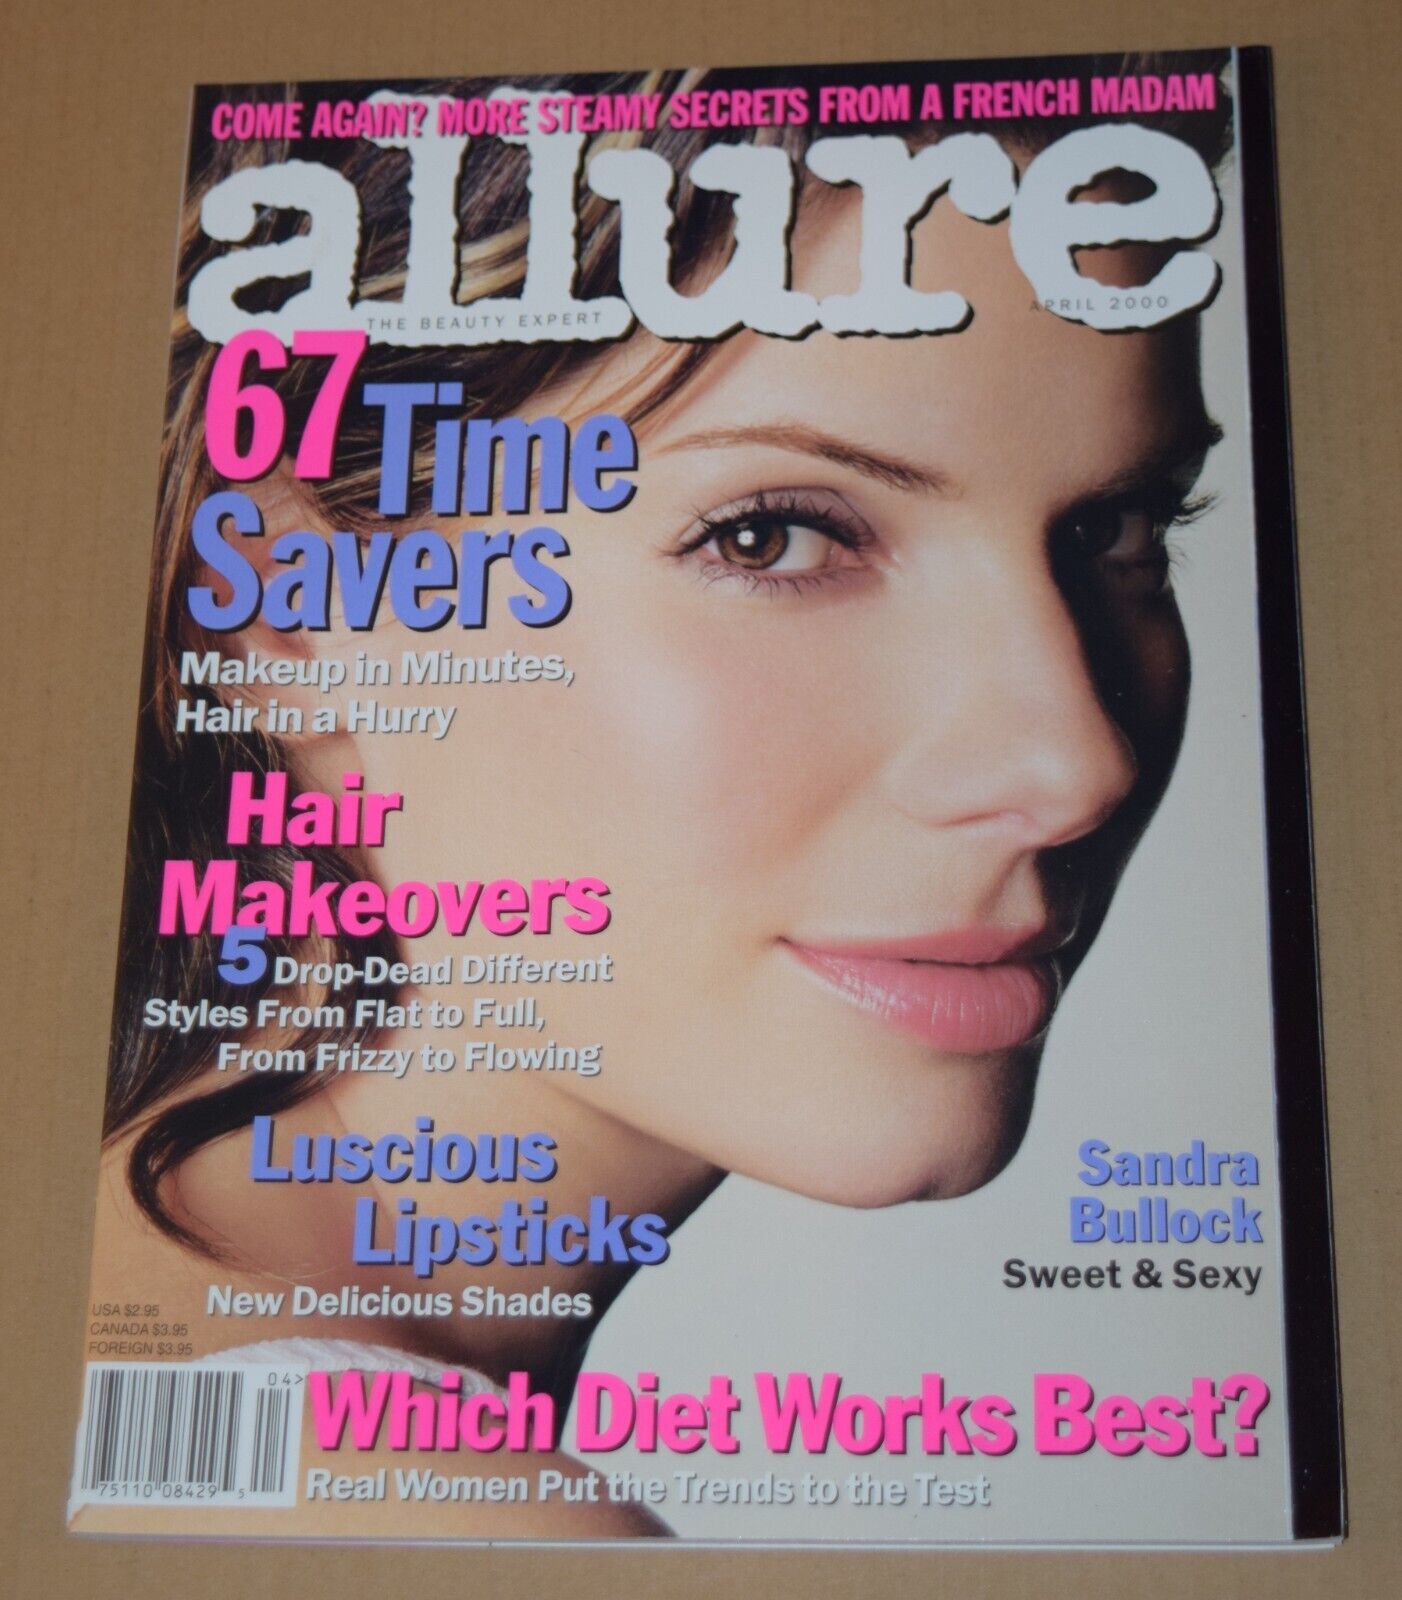 COME AGAIN? MORE STEAMY SECRETS FROM A FRENCH MADAM
allure
THE BEAUTY EXPERT
APRIL 2000
67 Time
Savers
Makeup in Minutes,
Hair in a Hurry
Hair
Makeovers
5 Drop-Dead Different
Styles From Flat to Full,
From Frizzy to Flowing
Luscious
Lipsticks
New Delicious Shades
Sandra
Bullock
Sweet & Sexy
USA $2.95
CANADA $3.95
FOREIGN $3.95
04>
75110 08429 5
Which Diet Works Best?
Real Women Put the Trends to the Test